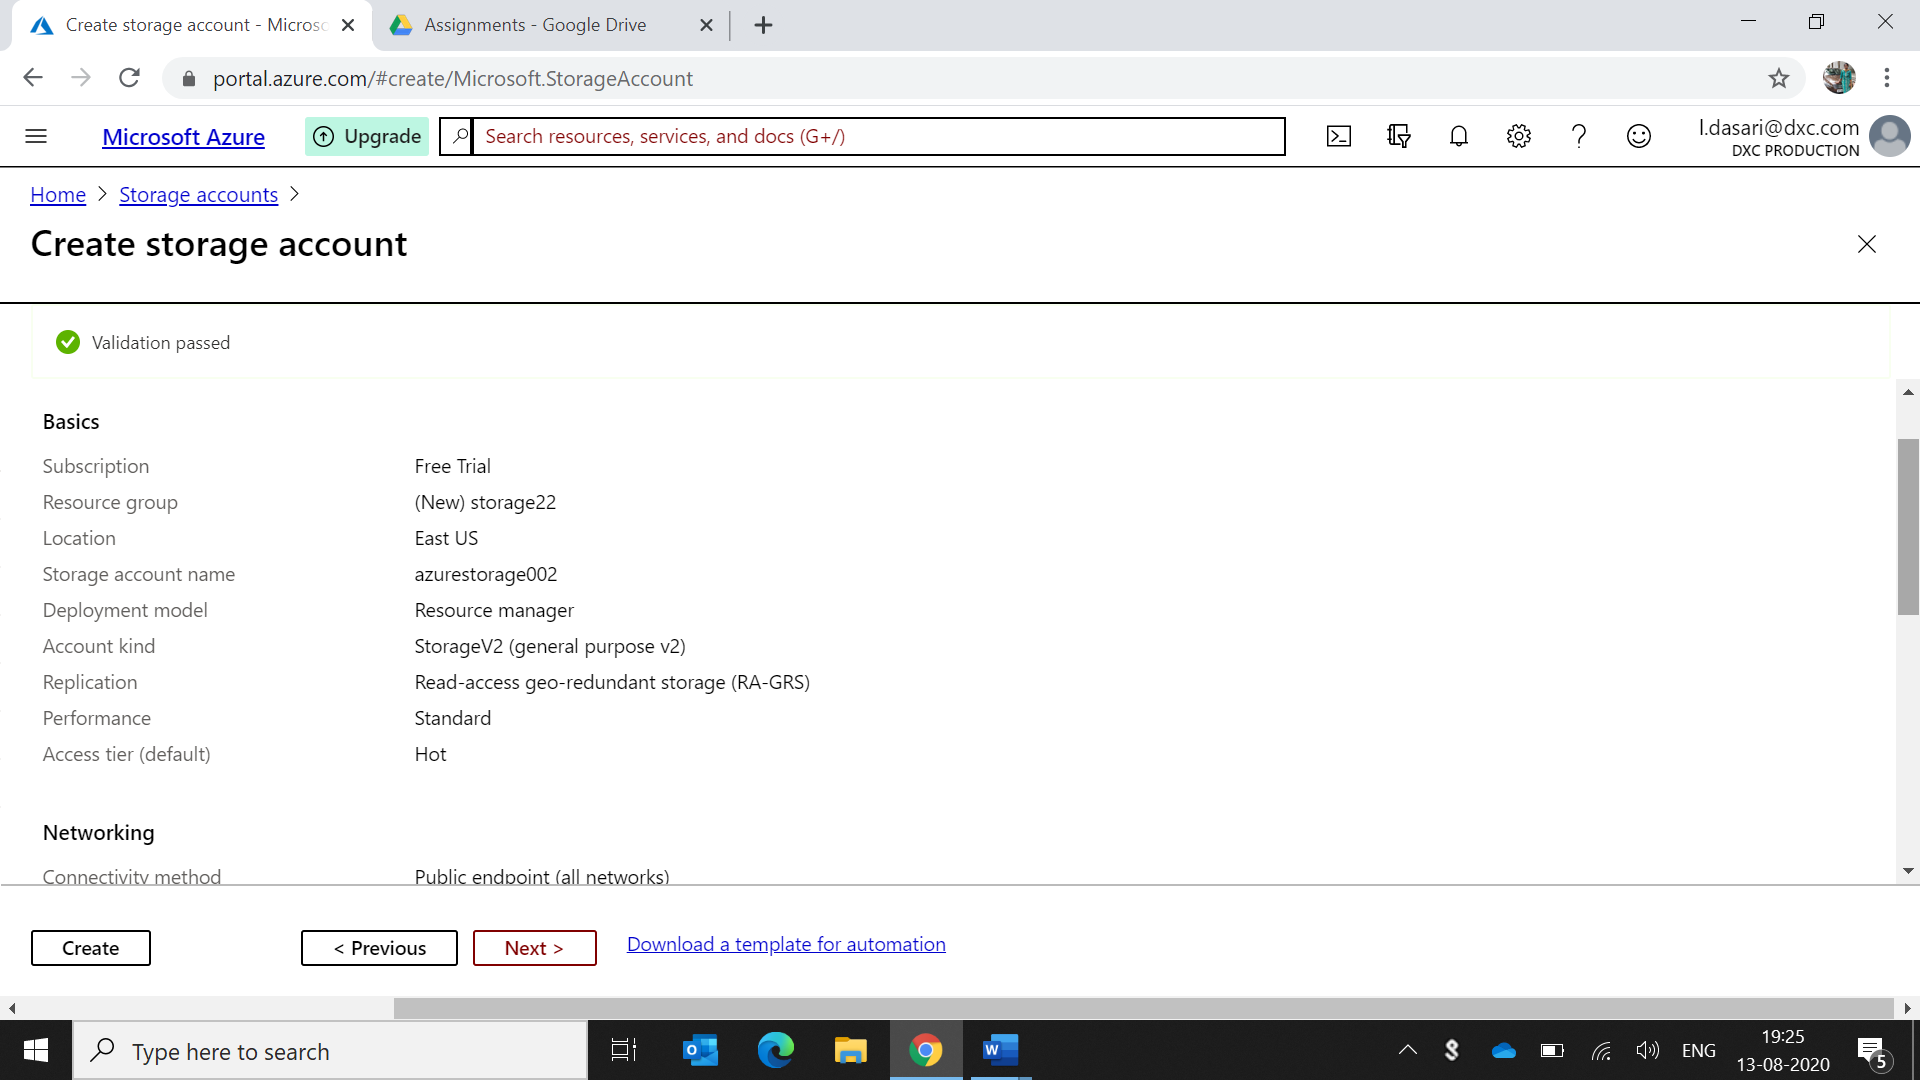 Create storage account - Microsc
Assignments - Google Drive
portal.azure.com/#create/Microsoft.StorageAccount
Microsoft Azure
Upgrade
Search resources, services, and docs (G+/)
l.dasari@dxc.com
DXC PRODUCTION
Home > Storage accounts >
Create storage account
Validation passed
Basics
Subscription Free Trial
Resource group (New) storage22
Location East US
Storage account name azurestorage002
Deployment model Resource manager
Account kind StorageV2 (general purpose v2)
Replication Read-access geo-redundant storage (RA-GRS)
Performance Standard
Access tier (default) Hot
Networking
Connectivity method Public endpoint (all networks)
Create < Previous Next > Download a template for automation
Type here to search
ENG
19:25
13-08-2020
5